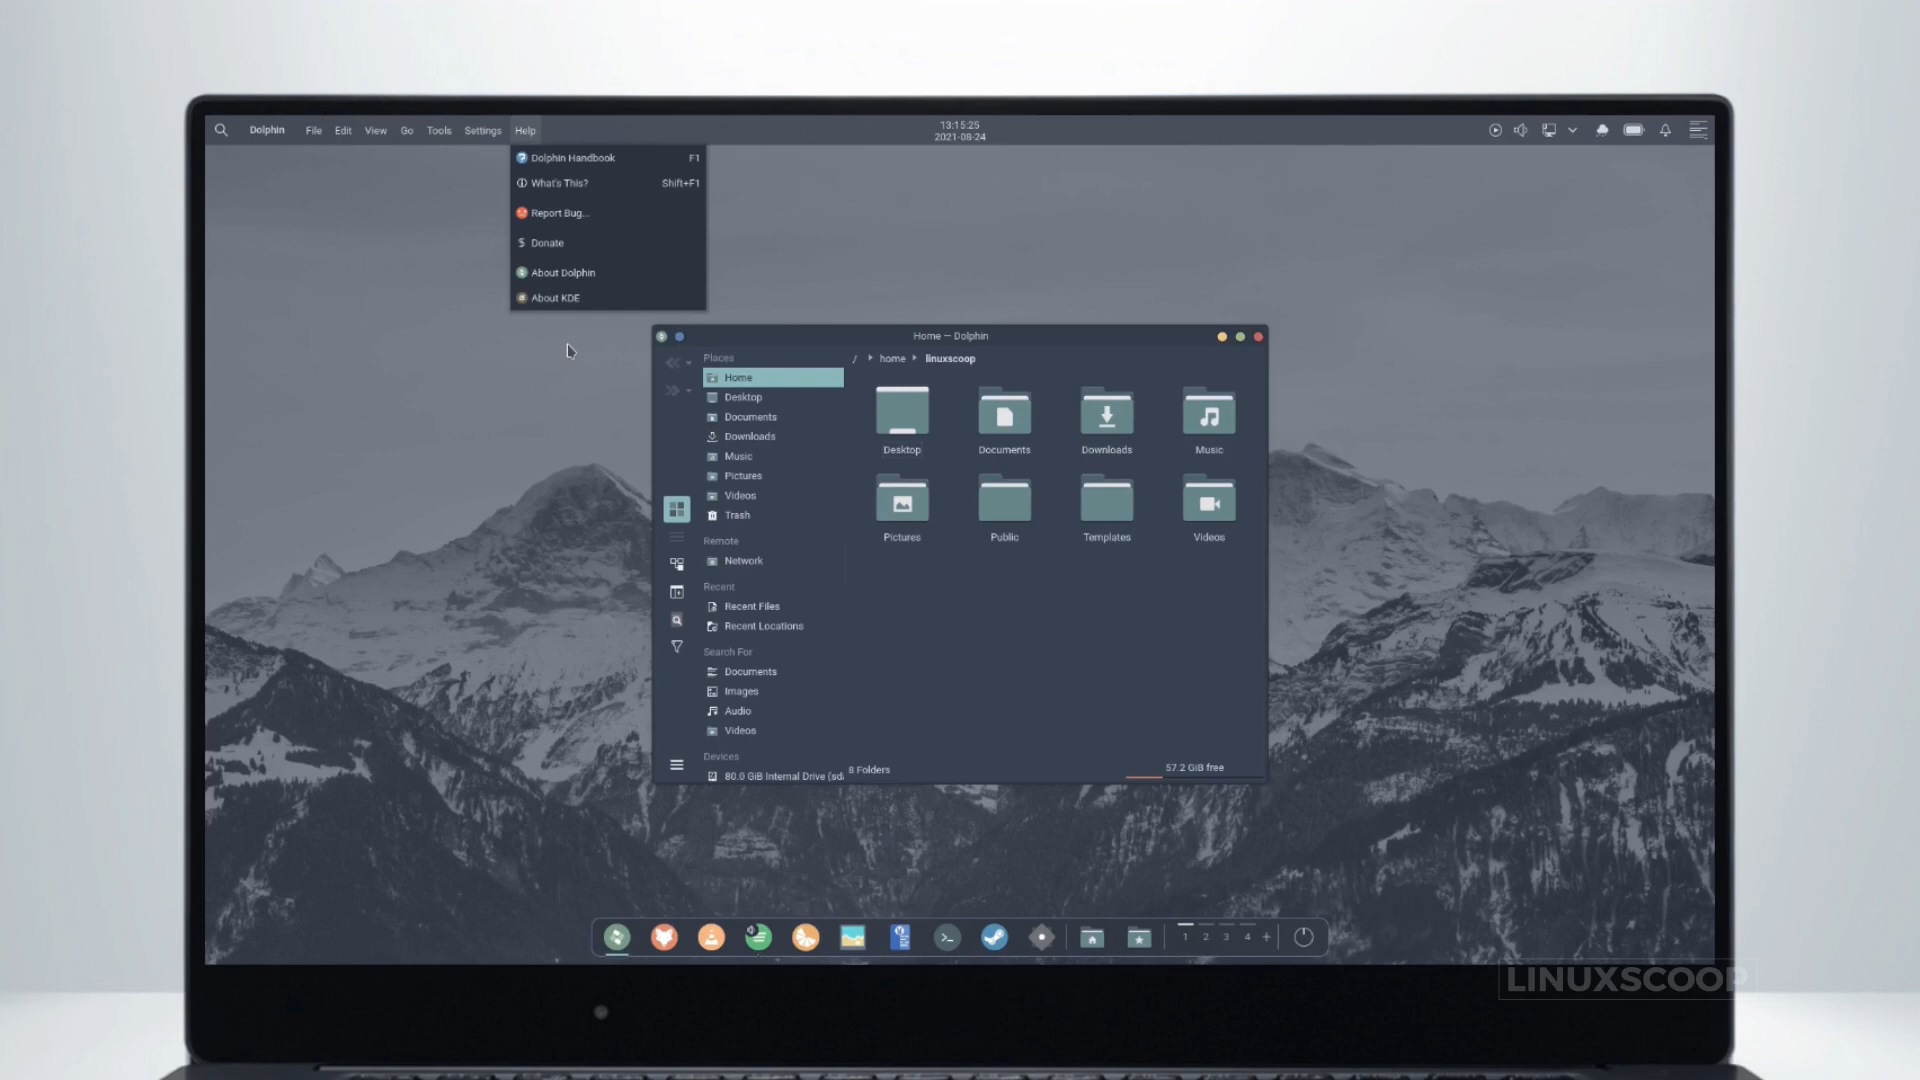 Dolphin File Edit View Go Tools Settings Help
13:15:25
2021-08-24
Dolphin Handbook F1
What's This? Shift+F1
Report Bug...
Donate
About Dolphin
About KDE
Home — Dolphin
Places
Home
Desktop
Documents
Downloads
Music
Pictures
Videos
Trash
Remote
Network
Recent
Recent Files
Recent Locations
Search For
Documents
Images
Audio
Videos
Devices
80.0 GiB Internal Drive (sda
/ home linuxscoop
Desktop Documents Downloads Music
Pictures Public Templates Videos
8 Folders 57.2 GiB free
1 2 3 4 +
LINUXSCOOP